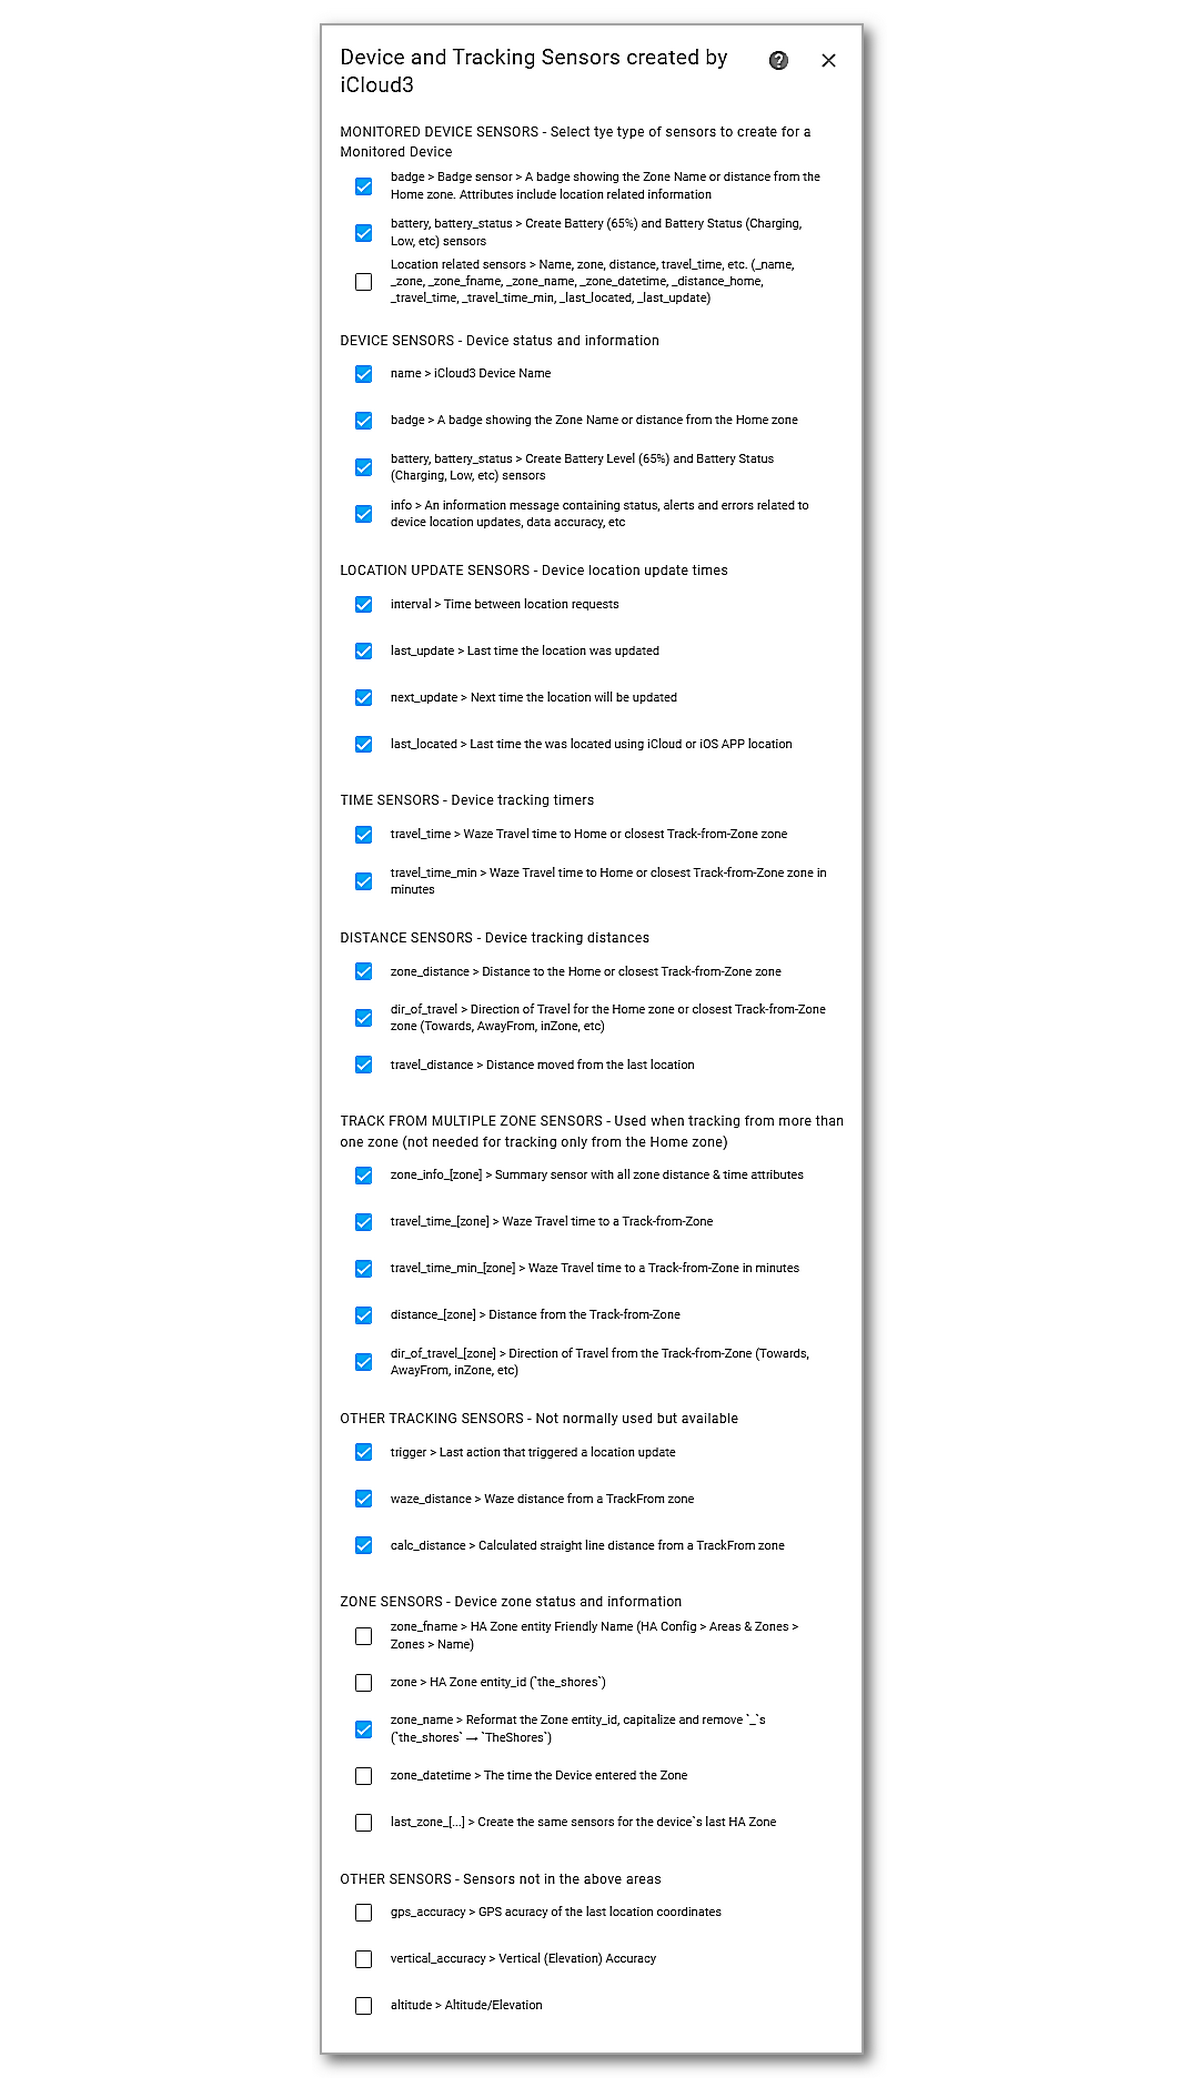 Device and Tracking Sensors created by
iCloud3
MONITORED DEVICE SENSORS - Select tye type of sensors to create for a
Monitored Device
badge > Badge sensor > A badge showing the Zone Name or distance from the
Home zone. Attributes include location related information
battery, battery_status > Create Battery (65%) and Battery Status (Charging,
Low, etc) sensors
Location related sensors > Name, zone, distance, travel_time, etc. (_name,
_zone, _zone_fname, _zone_name, _zone_datetime, _distance_home,
_travel_time, _travel_time_min, _last_located, _last_update)
DEVICE SENSORS - Device status and information
name > iCloud3 Device Name
badge > A badge showing the Zone Name or distance from the Home zone
battery, battery_status > Create Battery Level (65%) and Battery Status
(Charging, Low, etc) sensors
info > An information message containing status, alerts and errors related to
device location updates, data accuracy, etc
LOCATION UPDATE SENSORS - Device location update times
interval > Time between location requests
last_update > Last time the location was updated
next_update > Next time the location will be updated
last_located > Last time the was located using iCloud or iOS APP location
TIME SENSORS - Device tracking timers
travel_time > Waze Travel time to Home or closest Track-from-Zone zone
travel_time_min > Waze Travel time to Home or closest Track-from-Zone zone in
minutes
DISTANCE SENSORS - Device tracking distances
zone_distance > Distance to the Home or closest Track-from-Zone zone
dir_of_travel > Direction of Travel for the Home zone or closest Track-from-Zone
zone (Towards, AwayFrom, inZone, etc)
travel_distance > Distance moved from the last location
TRACK FROM MULTIPLE ZONE SENSORS - Used when tracking from more than
one zone (not needed for tracking only from the Home zone)
zone_info_[zone] > Summary sensor with all zone distance & time attributes
travel_time_[zone] > Waze Travel time to a Track-from-Zone
travel_time_min_[zone] > Waze Travel time to a Track-from-Zone in minutes
distance_[zone] > Distance from the Track-from-Zone
dir_of_travel_[zone] > Direction of Travel from the Track-from-Zone (Towards,
AwayFrom, inZone, etc)
OTHER TRACKING SENSORS - Not normally used but available
trigger > Last action that triggered a location update
waze_distance > Waze distance from a TrackFrom zone
calc_distance > Calculated straight line distance from a TrackFrom zone
ZONE SENSORS - Device zone status and information
zone_fname > HA Zone entity Friendly Name (HA Config > Areas & Zones >
Zones > Name)
zone > HA Zone entity_id (`the_shores`)
zone_name > Reformat the Zone entity_id, capitalize and remove `_`s
(`the_shores` → `TheShores`)
zone_datetime > The time the Device entered the Zone
last_zone_[...] > Create the same sensors for the device`s last HA Zone
OTHER SENSORS - Sensors not in the above areas
gps_accuracy > GPS acuracy of the last location coordinates
vertical_accuracy > Vertical (Elevation) Accuracy
altitude > Altitude/Elevation